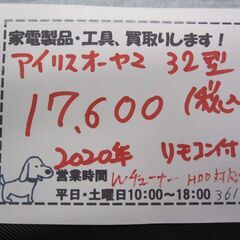 家電製品・工具、買取りします!
アイリスオーヤマ 32型
17,600 (税込
2020年 リモコン付
営業時間 Wチューナー HDD対応
平日・土曜日10:00〜18:00 361